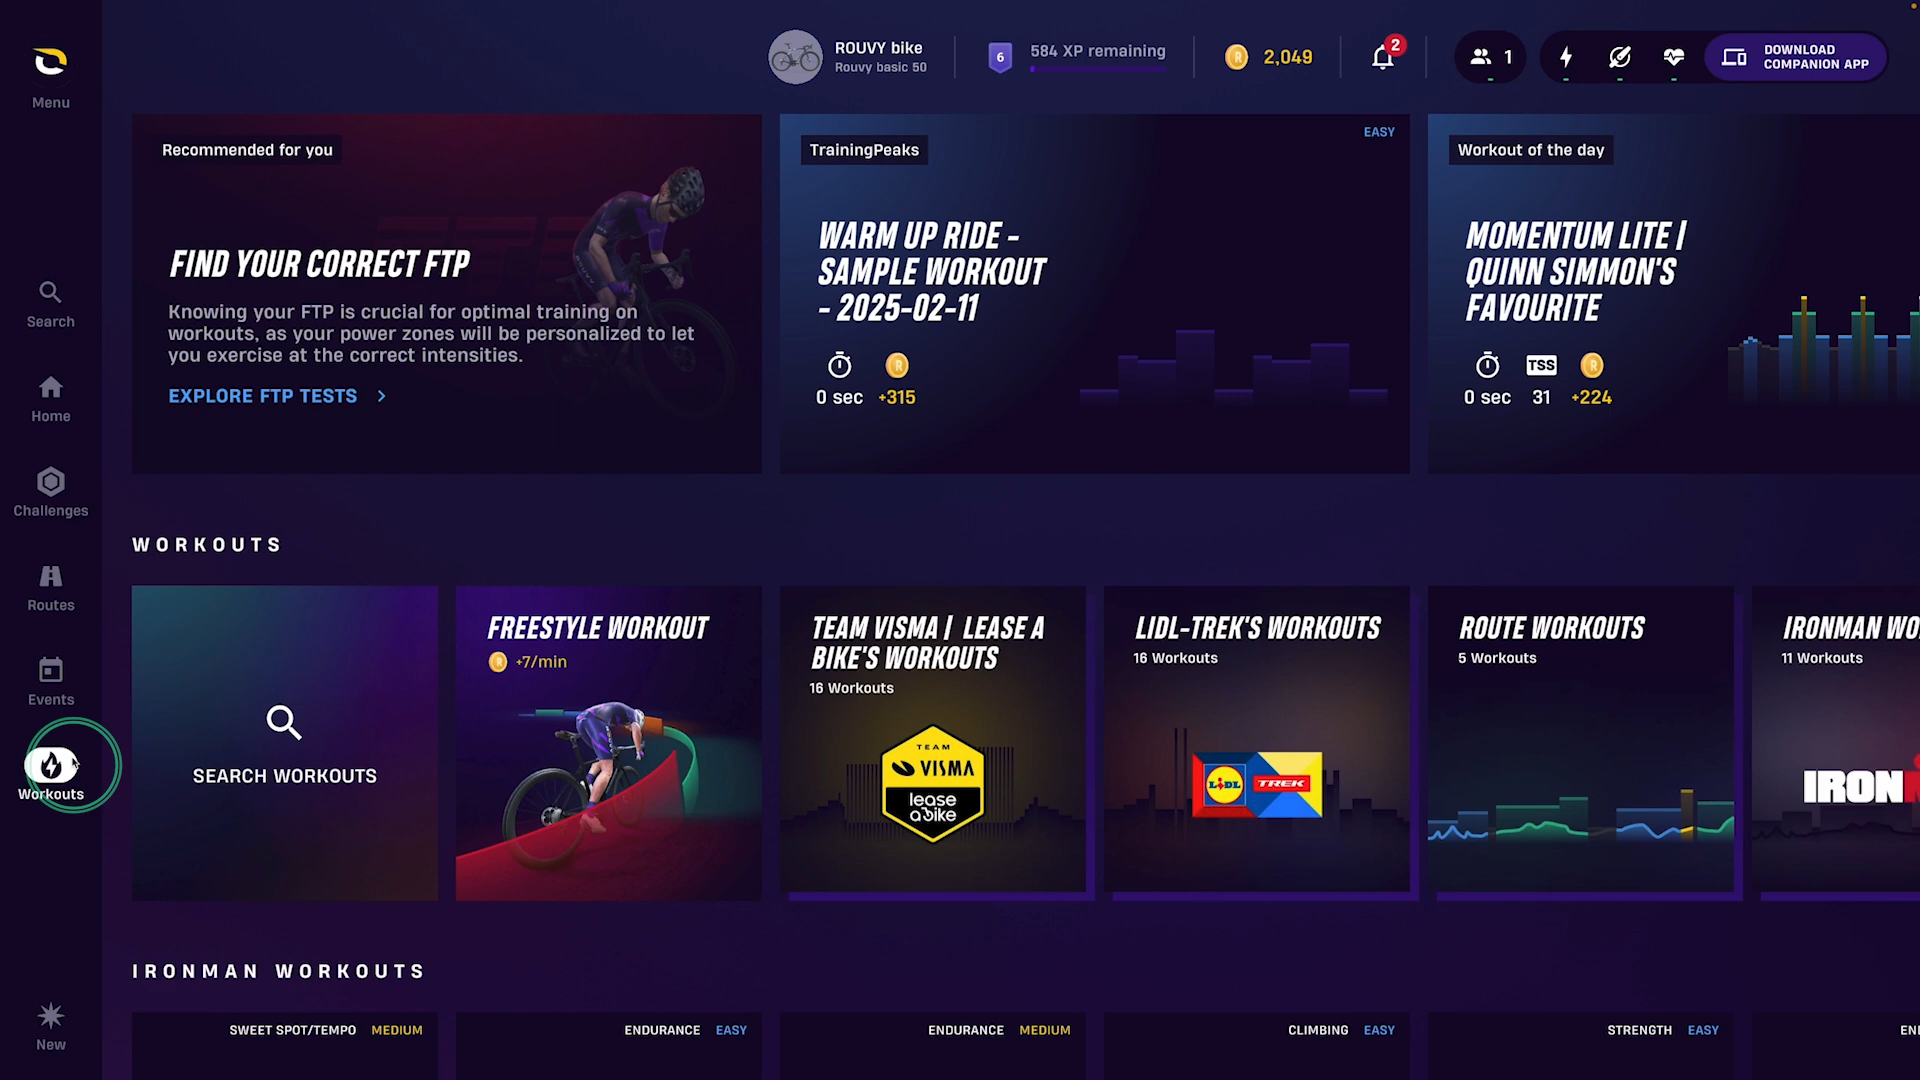 Menu
ROUVY bike
Rouvy basic 50
6
584 XP remaining
R
2,049
2
1
DOWNLOAD
COMPANION APP
Recommended for you
FIND YOUR CORRECT FTP
Knowing your FTP is crucial for optimal training on
workouts, as your power zones will be personalized to let
you exercise at the correct intensities.
EXPLORE FTP TESTS
TrainingPeaks
EASY
WARM UP RIDE -
SAMPLE WORKOUT
- 2025-02-11
R
0 sec
+315
Workout of the day
MOMENTUM LITE |
QUINN SIMMON'S
FAVOURITE
TSS
R
0 sec
31
+224
Search
Home
Challenges
Routes
Events
Workouts
New
WORKOUTS
SEARCH WORKOUTS
FREESTYLE WORKOUT
R
+7/min
TEAM VISMA | LEASE A
BIKE'S WORKOUTS
16 Workouts
TEAM
VISMA
lease
a bike
LIDL-TREK'S WORKOUTS
16 Workouts
LiDL
TREK
ROUTE WORKOUTS
5 Workouts
IRONMAN WO
11 Workouts
IRON
IRONMAN WORKOUTS
SWEET SPOT/TEMPO
MEDIUM
ENDURANCE
EASY
ENDURANCE
MEDIUM
CLIMBING
EASY
STRENGTH
EASY
EN